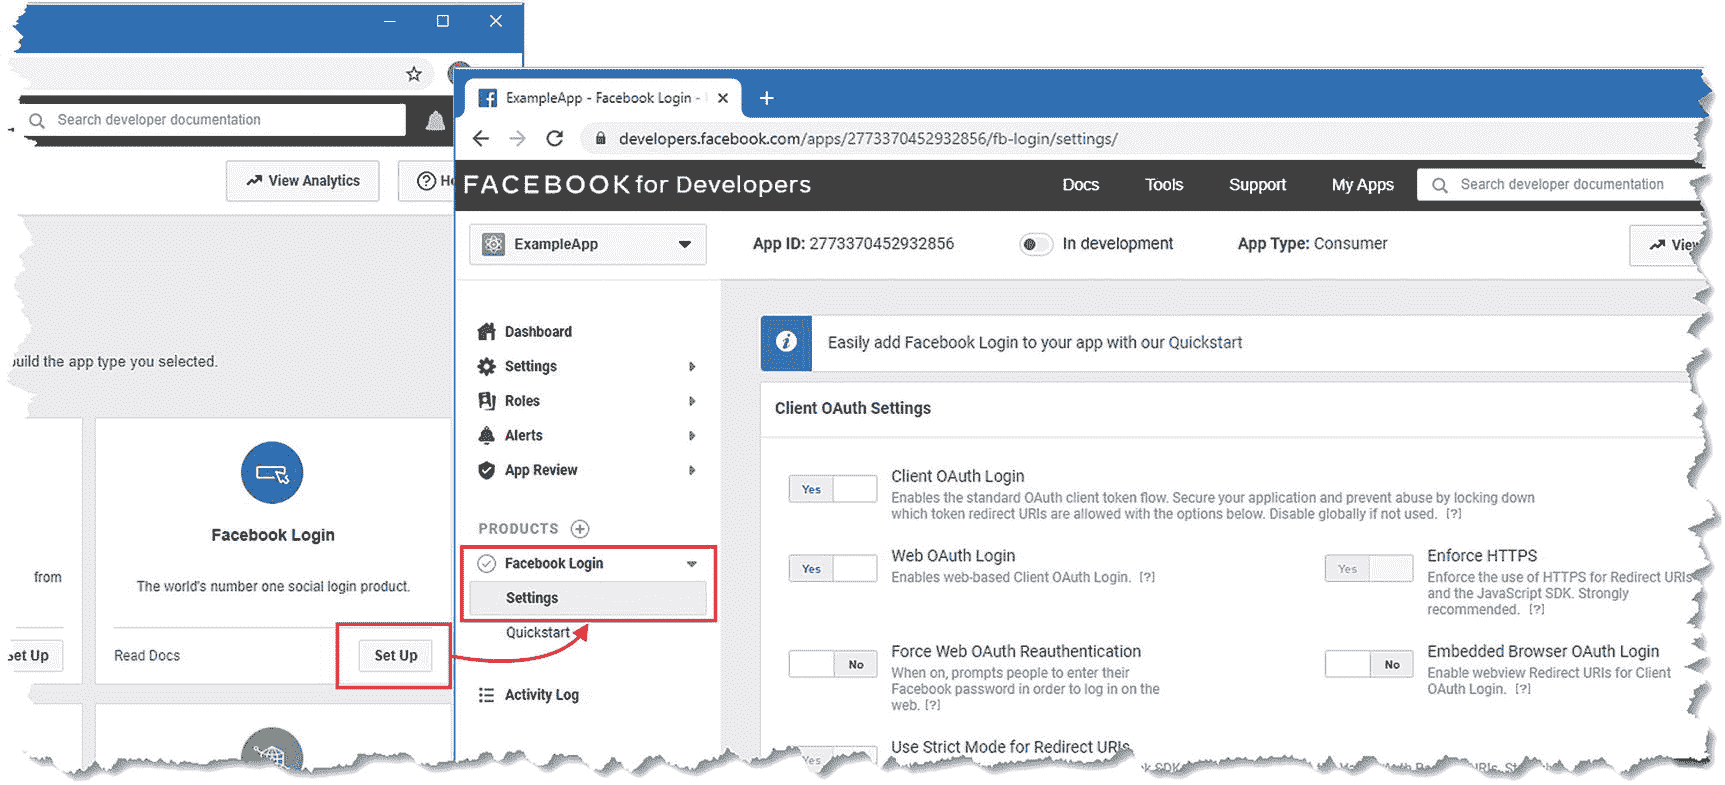 Search developer documentation
View Analytics
build the app type you selected.
from
Set Up
Facebook Login
The world's number one social login product.
Read Docs
Set Up
ExampleApp - Facebook Login -
developers.facebook.com/apps/2773370452932856/fb-login/settings/
FACEBOOK for Developers
Docs
Tools
Support
My Apps
Search developer documentation
ExampleApp
App ID: 2773370452932856
In development
App Type: Consumer
View
Dashboard
Settings
Roles
Alerts
App Review
PRODUCTS
Facebook Login
Settings
Quickstart
Activity Log
Easily add Facebook Login to your app with our Quickstart
Client OAuth Settings
Yes
Client OAuth Login
Enables the standard OAuth client token flow. Secure your application and prevent abuse by locking down
which token redirect URIs are allowed with the options below. Disable globally if not used. [?]
Yes
Web OAuth Login
Enables web-based Client OAuth Login. [?]
Yes
Enforce HTTPS
Enforce the use of HTTPS for Redirect URIs
and the JavaScript SDK. Strongly
recommended. [?]
No
Force Web OAuth Reauthentication
When on, prompts people to enter their
Facebook password in order to log in on the
web. [?]
No
Embedded Browser OAuth Login
Enable webview Redirect URIs for Client
OAuth Login. [?]
Yes
Use Strict Mode for Redirect URIs